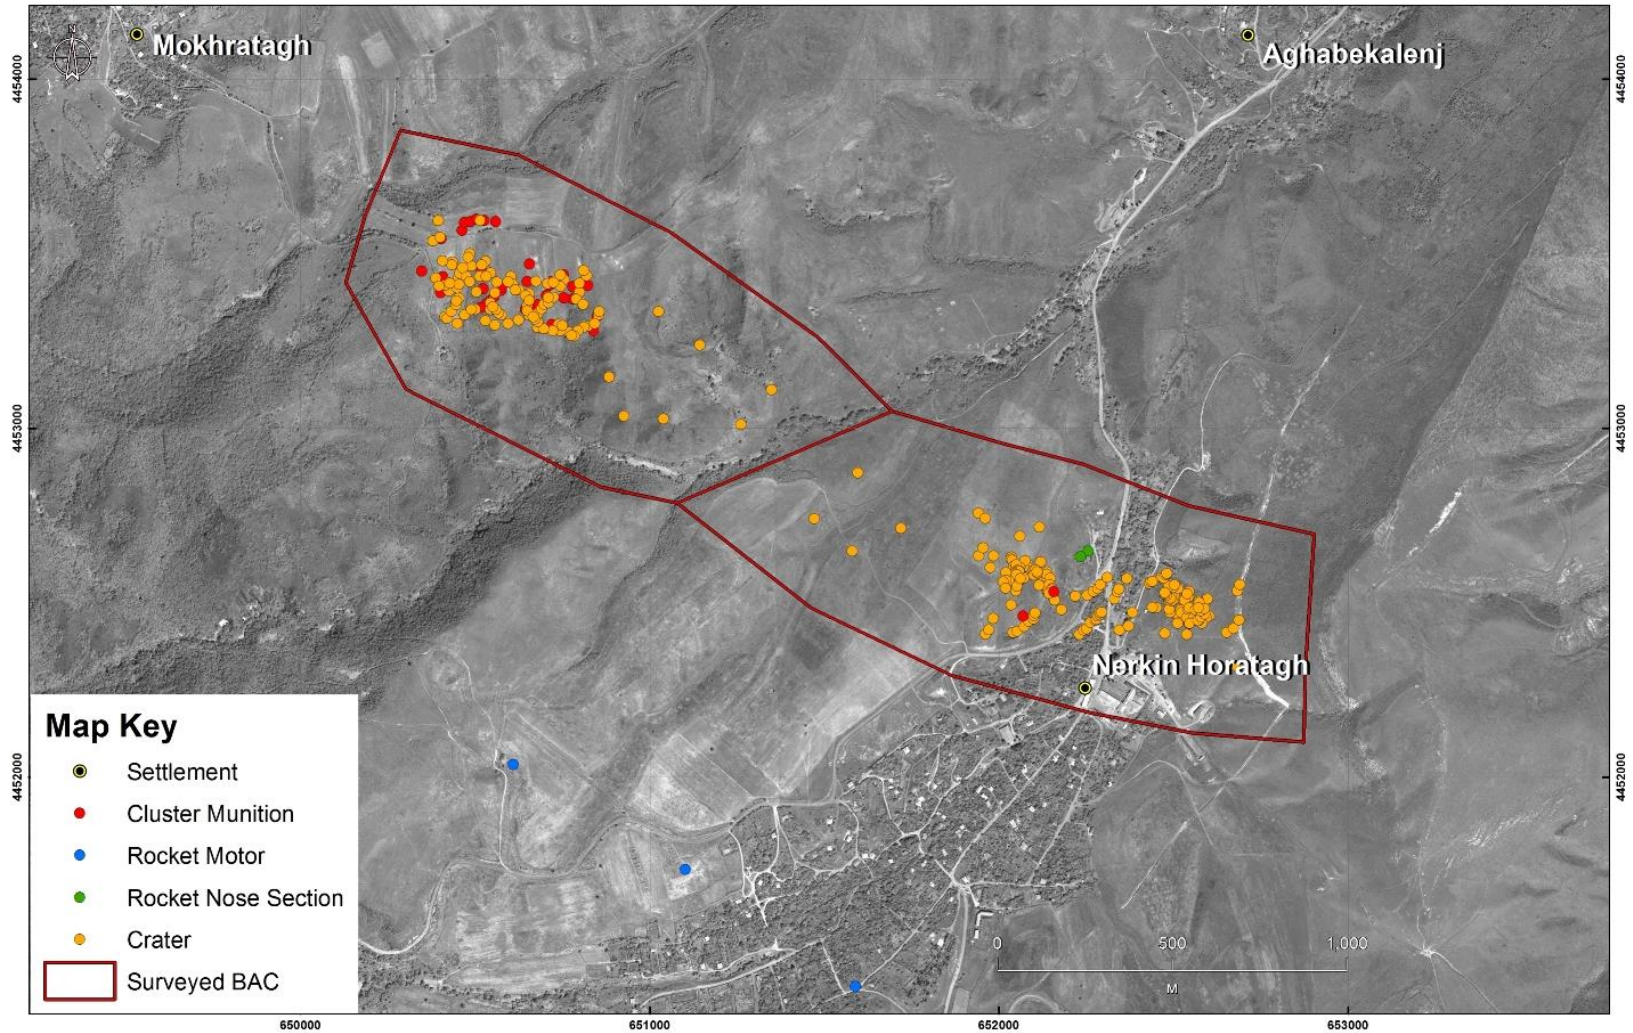 N
Mokhratagh
Aghabekalenj
4454000
4454000
4453000
4453000
Nərkin Horatagh
4452000
4452000
Map Key
Settlement
Cluster Munition
Rocket Motor
Rocket Nose Section
Crater
Surveyed BAC
0 500 1,000
M
650000 651000 652000 653000